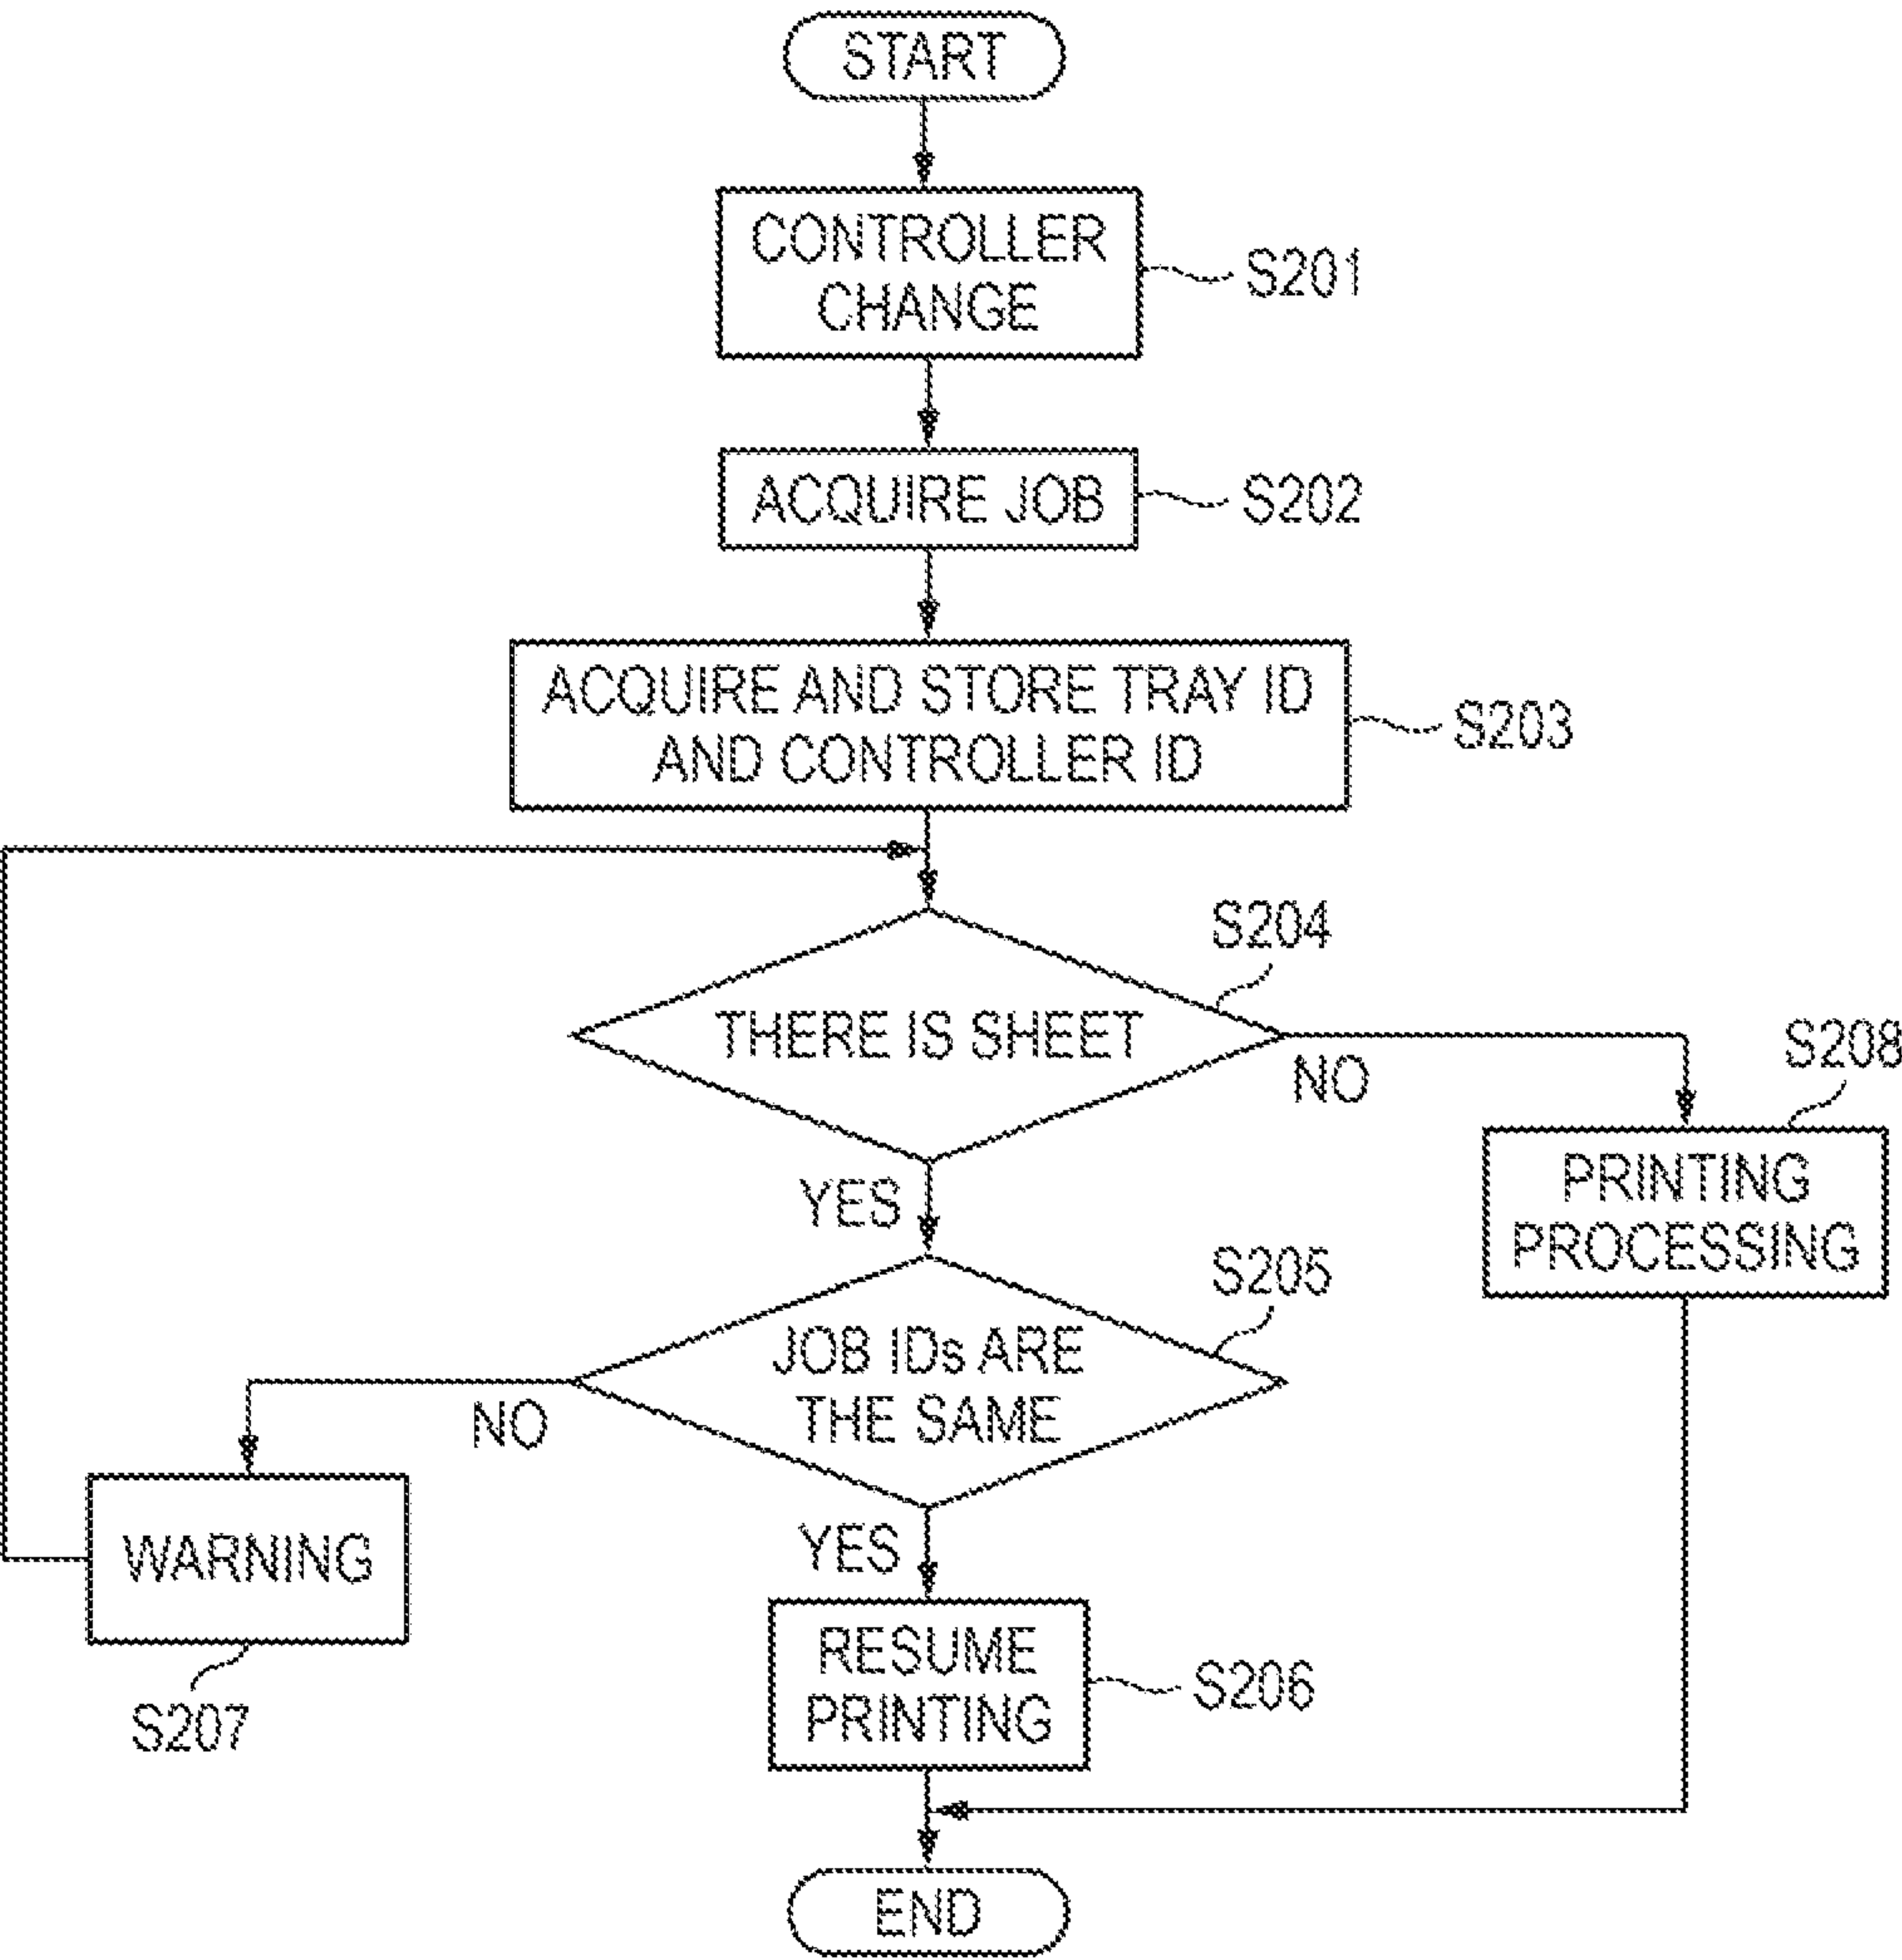 START
CONTROLLER
CHANGE
S201
ACQUIRE JOB
S202
ACQUIRE AND STORE TRAY ID
AND CONTROLLER ID
S203
S204
THERE IS SHEET
NO
S208
YES
PRINTING
PROCESSING
S205
JOB IDs ARE
THE SAME
NO
YES
WARNING
S207
RESUME
PRINTING
S206
END